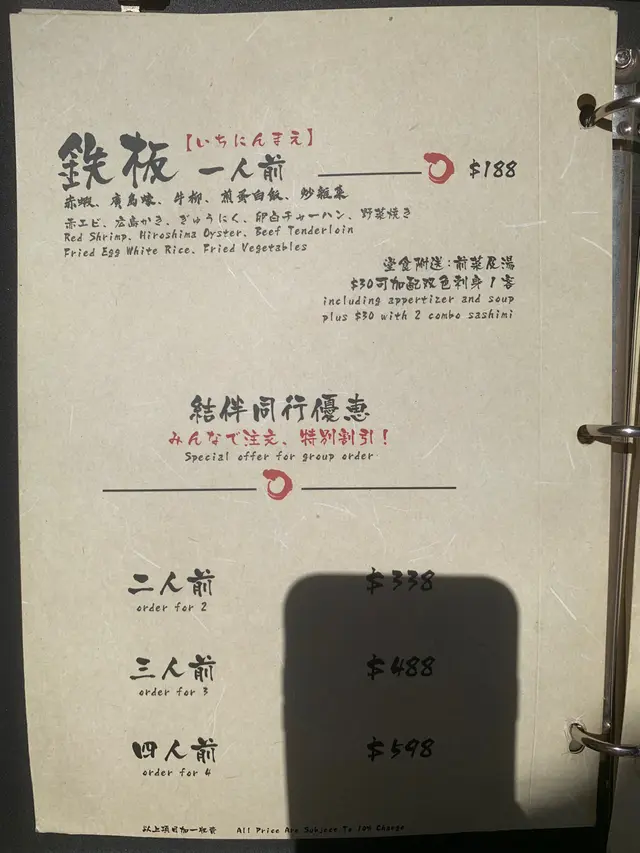 【いちにんまえ】
鉄板 一人前 $188
赤蝦、廣島蠔、牛柳、煎蛋白飯、炒雜菜
赤エビ、広島かき、ぎゅうにく、卵白チャーハン、野菜焼き
Red Shrimp、Hiroshima Oyster、Beef Tenderloin
Fried Egg White Rice、Fried Vegetables
堂食附送：前菜及湯
$30可加配双色刺身1客
including appertizer and soup
plus $30 with 2 combo sashimi
結伴同行優恵
みんなで注文、特別割引！
Special offer for group order
二人前 $338
order for 2
三人前 $488
order for 3
四人前 $598
order for 4
以上項目加一收費 All Price Are Subject To 10% Charge